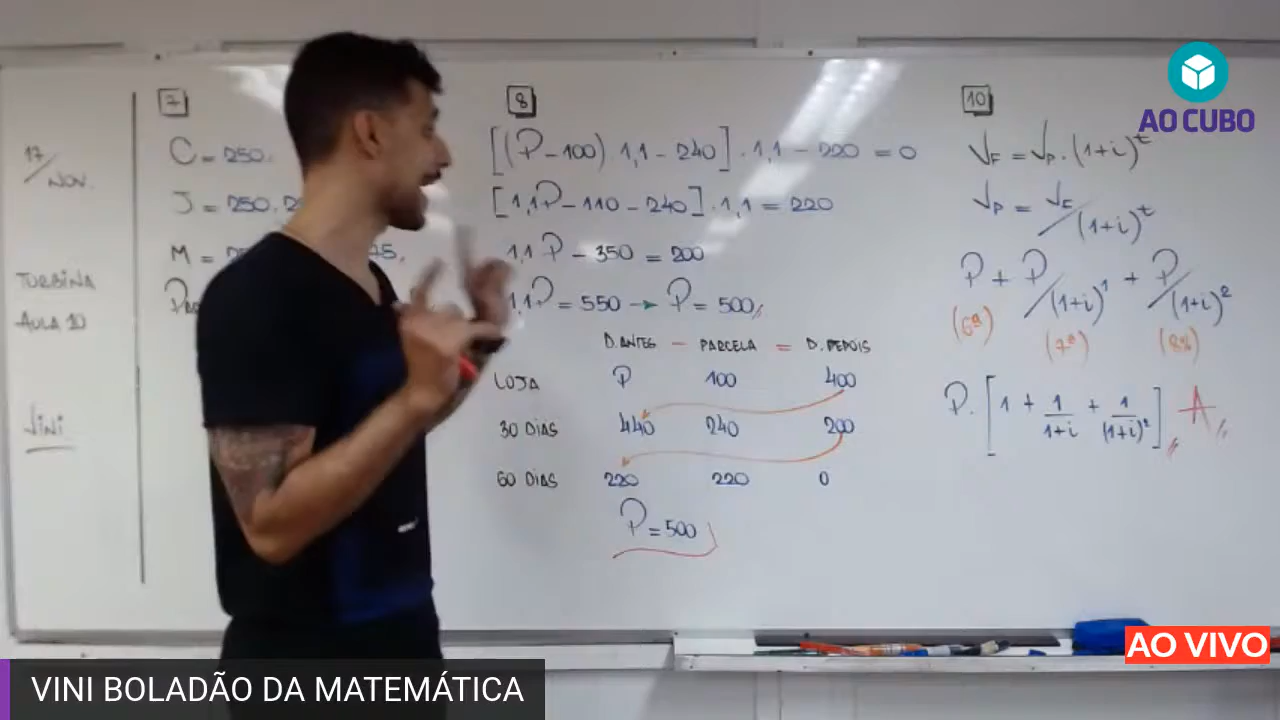 17/NOV.
TURBINA
AULA 10
Vini
7
C = 250.
J = 250.
M =
75,
8
[(P-100) 1,1-240] . 1,1 - 220 = 0
[1,1P-110-240] . 1,1 = 220
1,1P - 350 = 200
1,1P = 550 → P = 500//
D.ANTES - PARCELA = D.DEPOIS
LOJA P 100 400
30 DIAS 440 240 200
60 DIAS 220 220 0
P = 500
10
VF = VP . (1+i)^t
VP = VF/(1+i)^t
P + P/(1+i)^1 + P/(1+i)^2
(6ª) (7ª) (8ª)
P. [1 + 1/(1+i) + 1/(1+i)^2]// A//
AO CUBO
AO VIVO
VINI BOLADÃO DA MATEMÁTICA